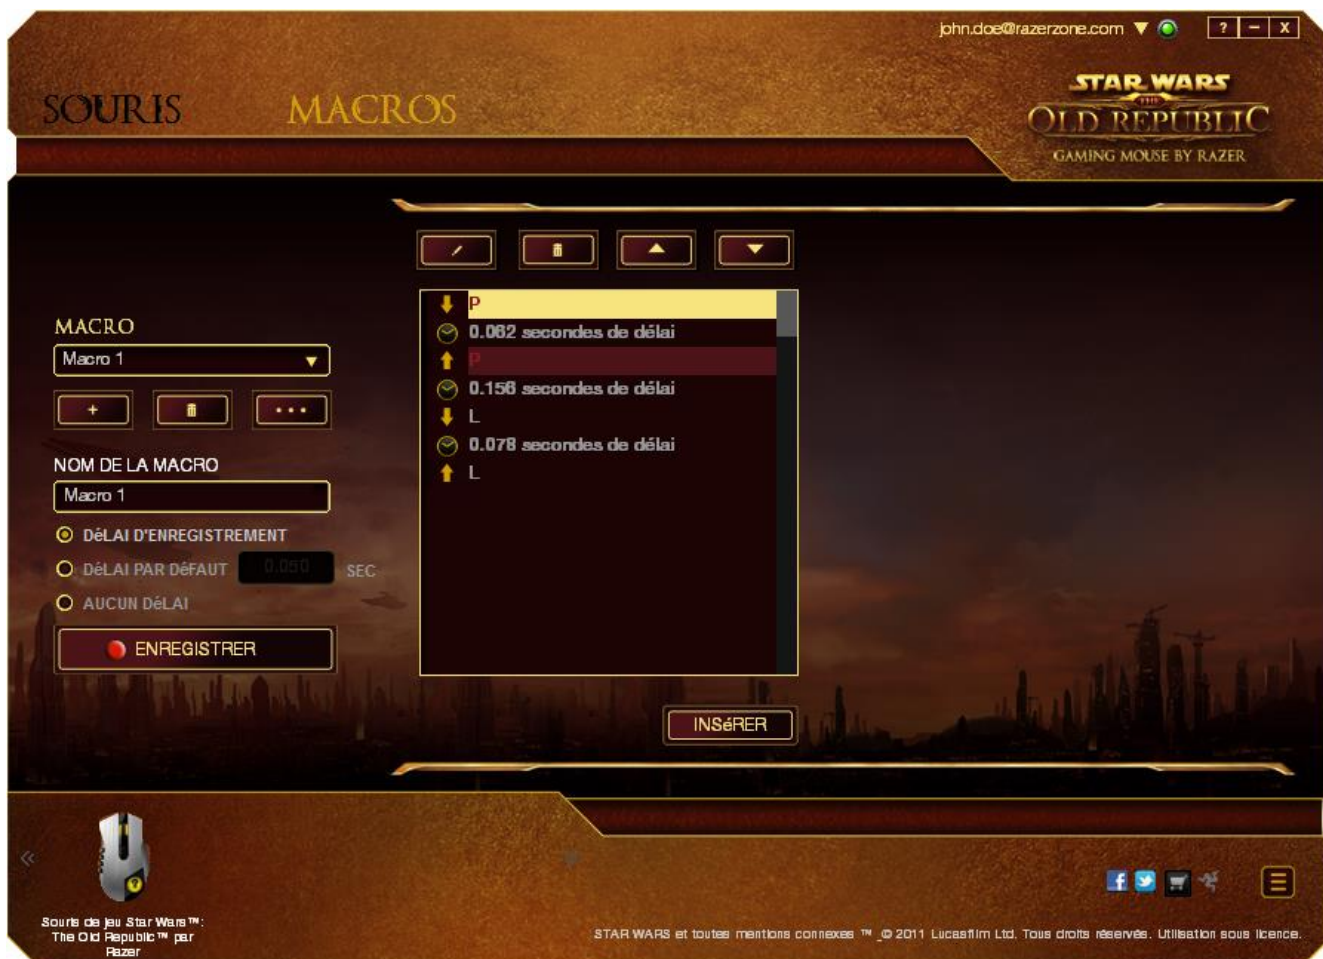 john.doe@razerzone.com
? – X
SOURIS MACROS
STAR WARS
THE
OLD REPUBLIC
GAMING MOUSE BY RAZER
MACRO
Macro 1
+
NOM DE LA MACRO
Macro 1
DéLAI D'ENREGISTREMENT
DéLAI PAR DéFAUT 0.050 SEC
AUCUN DéLAI
ENREGISTRER
P
0.062 secondes de délai
P
0.156 secondes de délai
L
0.078 secondes de délai
L
INSéRER
Souris de jeu Star Wars™:
The Old Republic™ par
Razer
STAR WARS et toutes mentions connexes ™ © 2011 Lucasfilm Ltd. Tous droits réservés. Utilisation sous licence.